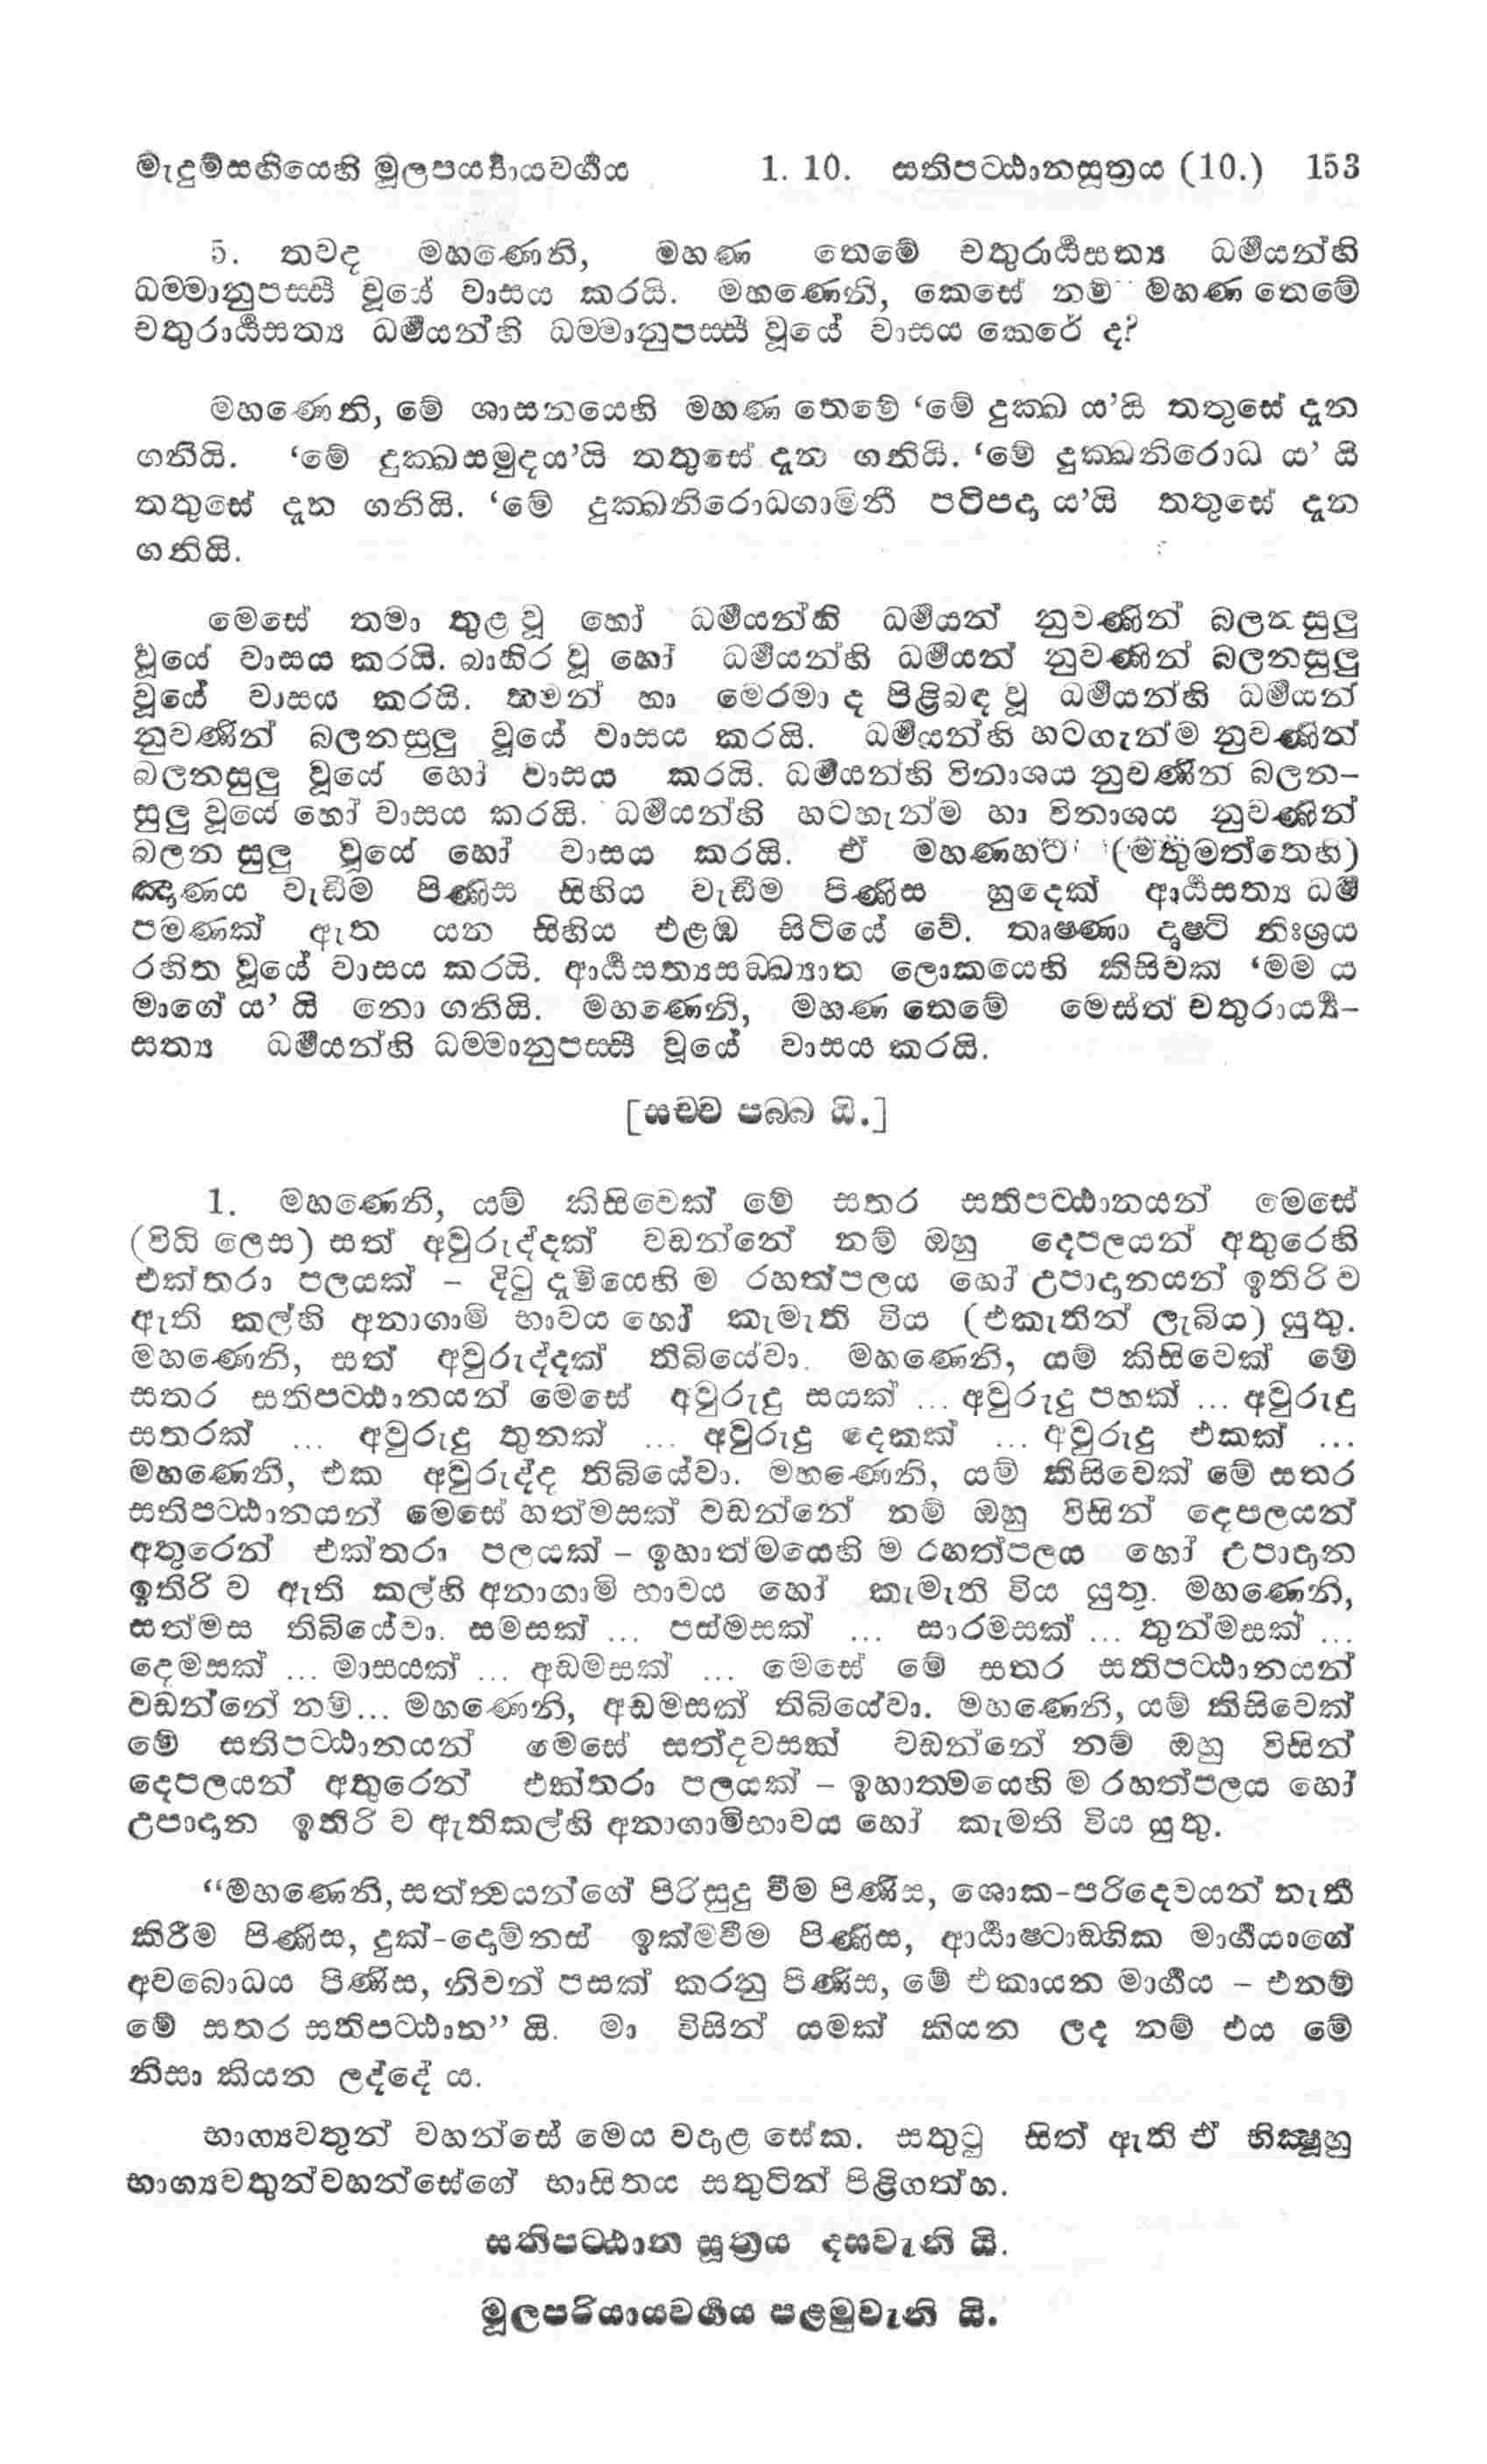 මැදුම්සඟියෙහි මූලපර්‍ය්‍යායවර්‍ගය 1. 10. සතිපට්ඨානසූත්‍රය (10.) 153
5. තවද මහණෙනි, මහණ තෙමේ චතුරාර්‍ය්‍යසත්‍ය ධර්‍මයන්හි
ධම්මානුපස්සී වූයේ වාසය කරයි. මහණෙනි, කෙසේ නම් මහණ තෙමේ
චතුරාර්‍ය්‍යසත්‍ය ධර්‍මයන්හි ධම්මානුපස්සී වූයේ වාසය කෙරේ ද?
මහණෙනි, මේ ශාසනයෙහි මහණ තෙමේ ‘මේ දුක්ඛ ය’යි තතුසේ දැන
ගනියි. ‘මේ දුක්ඛසමුදය’යි තතුසේ දැන ගනියි. ‘මේ දුක්ඛනිරොධ ය’ යි
තතුසේ දැන ගනියි. ‘මේ දුක්ඛනිරොධගාමිනී පටිපදා ය’යි තතුසේ දැන
ගනියි.
මෙසේ තමා තුළ වූ හෝ ධර්‍මයන්හි ධර්‍මයන් නුවණින් බලන සුලු
වූයේ වාසය කරයි. බාහිර වූ හෝ ධර්‍මයන්හි ධර්‍මයන් නුවණින් බලනසුලු
වූයේ වාසය කරයි. තමන් හා මෙරමා ද පිළිබඳ වූ ධර්‍මයන්හි ධර්‍මයන්
නුවණින් බලනසුලු වූයේ වාසය කරයි. ධර්‍මයන්හි හටගැන්ම නුවණින්
බලනසුලු වූයේ හෝ වාසය කරයි. ධර්‍මයන්හි විනාශය නුවණින් බලන–
සුලු වූයේ හෝ වාසය කරයි. ධර්‍මයන්හි හටහැන්ම හා විනාශය නුවණින්
බලන සුලු වූයේ හෝ වාසය කරයි. ඒ මහණහට (මතුමත්තෙහි)
ඤාණය වැඩීම පිණිස සිහිය වැඩීම පිණිස හුදෙක් ආර්‍ය්‍යසත්‍ය ධර්‍ම
පමණක් ඇත යන සිහිය එළඹ සිටියේ වේ. තෘෂ්ණා දෘෂ්ටි නිඃශ්‍රය
රහිත වූයේ වාසය කරයි. ආර්‍ය්‍යසත්‍යසඞ්ඛ්‍යාත ලොකයෙහි කිසිවක් ‘මම ය
මාගේ ය’ යි නො ගනියි. මහණෙනි, මහණ තෙමේ මෙසේත් චතුරාර්‍ය්‍ය–
සත්‍ය ධර්‍මයන්හි ධම්මානුපස්සී වූයේ වාසය කරයි.
[සච්ච පබ්බ යි.]
1. මහණෙනි, යම් කිසිවෙක් මේ සතර සතිපට්ඨානයන් මෙසේ
(විධි ලෙස) සත් අවුරුද්දක් වඩන්නේ නම් ඔහු දෙපලයන් අතුරෙහි
එක්තරා පලයක් – දිටු දැමියෙහි ම රහත්පලය හෝ උපාදානයන් ඉතිරි ව
ඇති කල්හි අනාගාමි භාවය හෝ කැමැති විය (එකැතින් ලැබිය) යුතු.
මහණෙනි, සත් අවුරුද්දක් තිබියේවා. මහණෙනි, යම් කිසිවෙක් මේ
සතර සතිපට්ඨානයන් මෙසේ අවුරුදු සයක් ... අවුරුදු පහක් ... අවුරුදු
සතරක් ... අවුරුදු තුනක් ... අවුරුදු දෙකක් ... අවුරුදු එකක් ...
මහණෙනි, එක අවුරුද්ද තිබියේවා. මහණෙනි, යම් කිසිවෙක් මේ සතර
සතිපට්ඨානයන් මෙසේ හත්මසක් වඩන්නේ නම් ඔහු විසින් දෙපලයන්
අතුරෙන් එක්තරා පලයක් – ඉහාත්මයෙහි ම රහත්පලය හෝ උපාදාන
ඉතිරි ව ඇති කල්හි අනාගාමි භාවය හෝ කැමැති විය යුතු. මහණෙනි,
සත්මස තිබියේවා. සමසක් ... පස්මසක් ... සාරමසක් ... තුන්මසක් ...
දෙමසක් ... මාසයක් ... අඩමසක් ... මෙසේ මේ සතර සතිපට්ඨානයන්
වඩන්නේ නම්... මහණෙනි, අඩමසක් තිබියේවා. මහණෙනි, යම් කිසිවෙක්
මේ සතිපට්ඨානයන් මෙසේ සත්දවසක් වඩන්නේ නම් ඔහු විසින්
දෙපලයන් අතුරෙන් එක්තරා පලයක් – ඉහාත්මයෙහි ම රහත්පලය හෝ
උපාදාන ඉතිරි ව ඇතිකල්හි අනාගාමිභාවය හෝ කැමති විය යුතු.
“මහණෙනි, සත්ත්‍වයන්ගේ පිරිසුදු වීම පිණිස, ශොක-පරිදෙවයන් නැති
කිරීම පිණිස, දුක්-දොම්නස් ඉක්මවීම පිණිස, ආර්‍ය්‍යාෂ්ටාඞ්ගික මාර්‍ගයාගේ
අවබොධය පිණිස, නිවන් පසක් කරනු පිණිස, මේ එකායන මාර්‍ගය – එනම්
මේ සතර සතිපට්ඨාන” යි. මා විසින් යමක් කියන ලද නම් එය මේ
නිසා කියන ලද්දේ ය.
භාග්‍යවතුන් වහන්සේ මෙය වදාළ සේක. සතුටු සිත් ඇති ඒ භික්‍ෂූහු
භාග්‍යවතුන්වහන්සේගේ භාසිතය සතුටින් පිළිගත්හ.
සතිපට්ඨාන සූත්‍රය දසවැනි යි.
මූලපරියායවර්‍ගය පළමුවැනි යි.